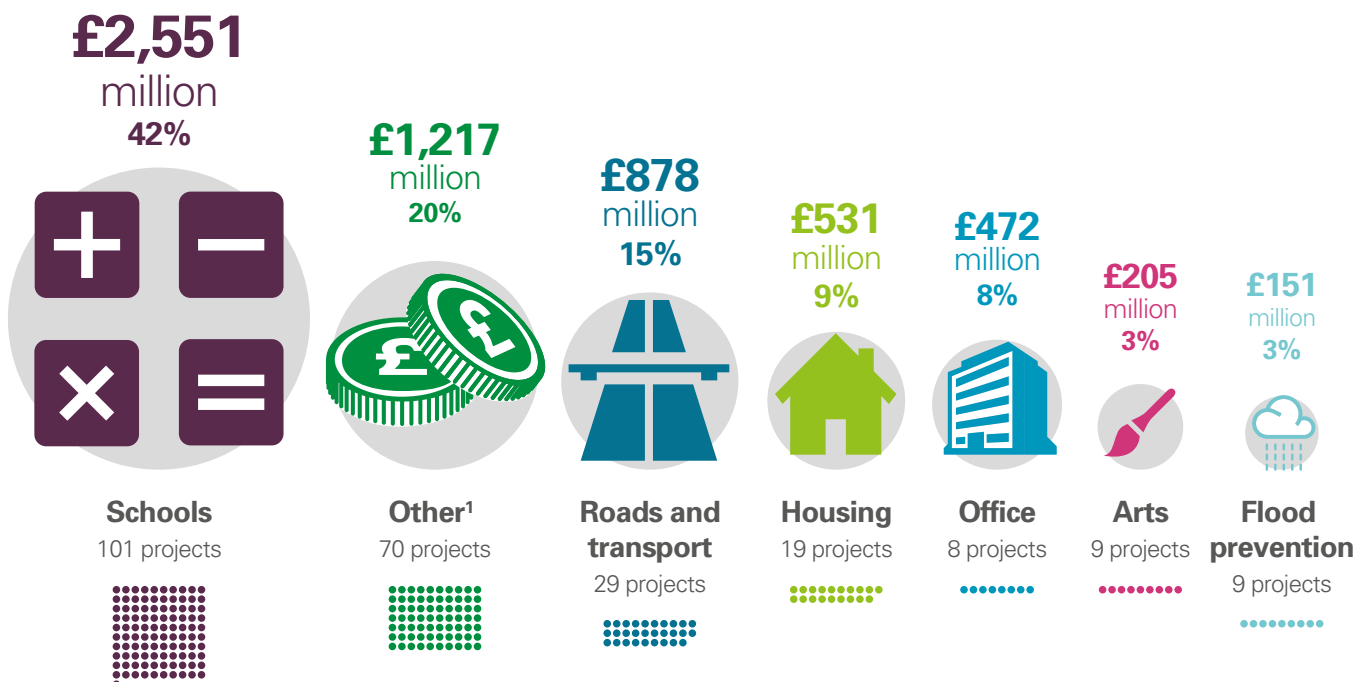 £2,551
million
42%
£1,217
million
20%
£878
million
15%
£531
million
9%
£472
million
8%
£205
million
3%
£151
million
3%
£
£
Schools
101 projects
Other¹
70 projects
Roads and
transport
29 projects
Housing
19 projects
Office
8 projects
Arts
9 projects
Flood
prevention
9 projects